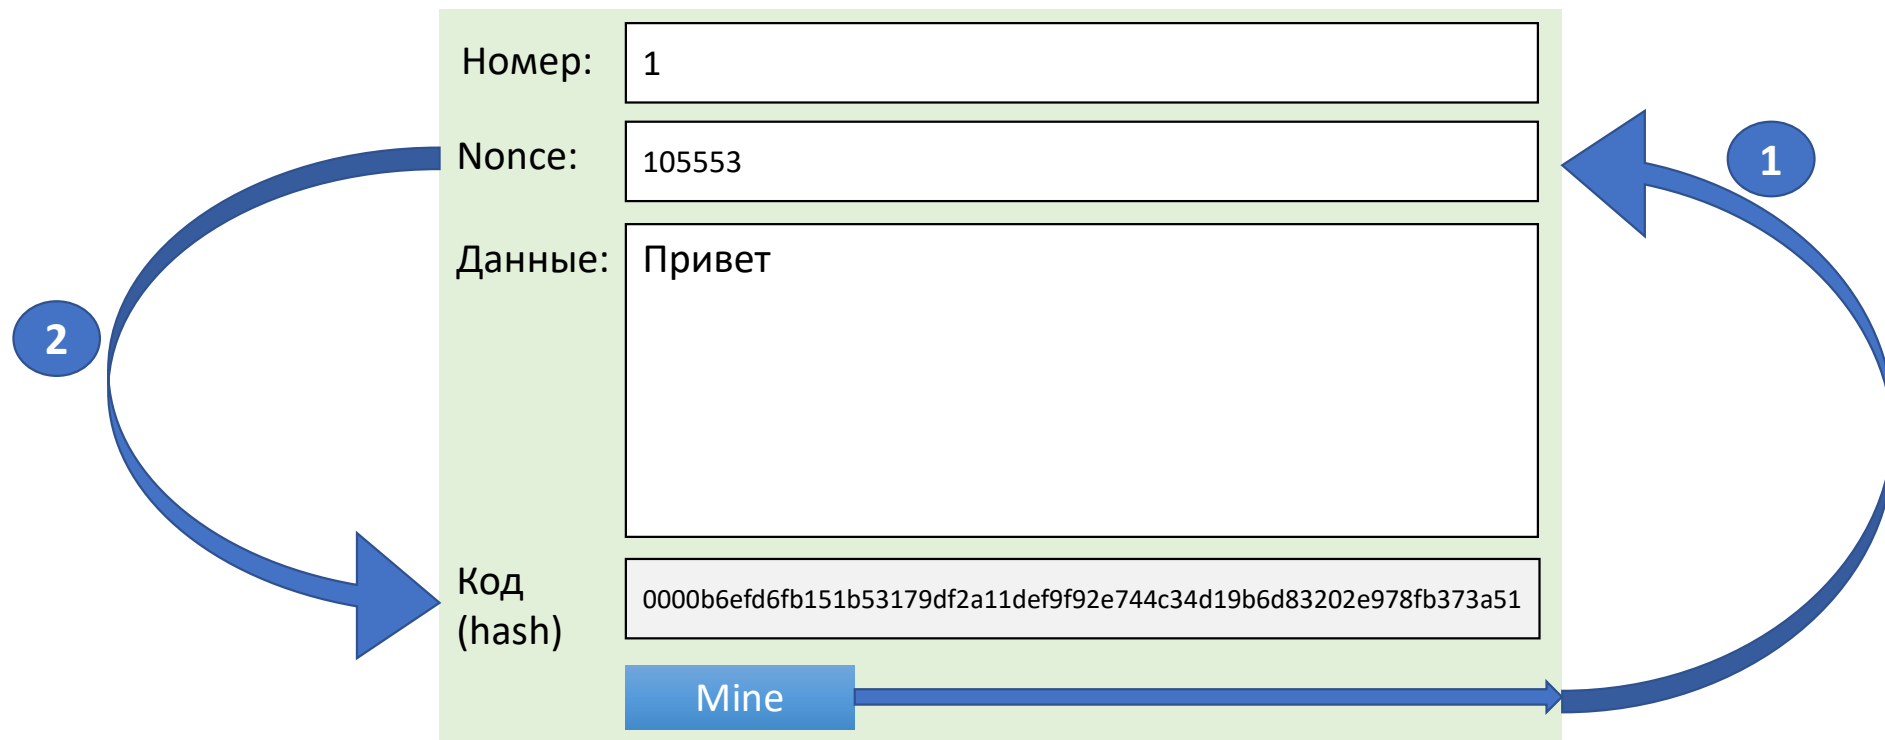 Номер: 1
Nonce: 105553
1
Данные: Привет
2
Код
(hash)
0000b6efd6fb151b53179df2a11def9f92e744c34d19b6d83202e978fb373a51
Mine